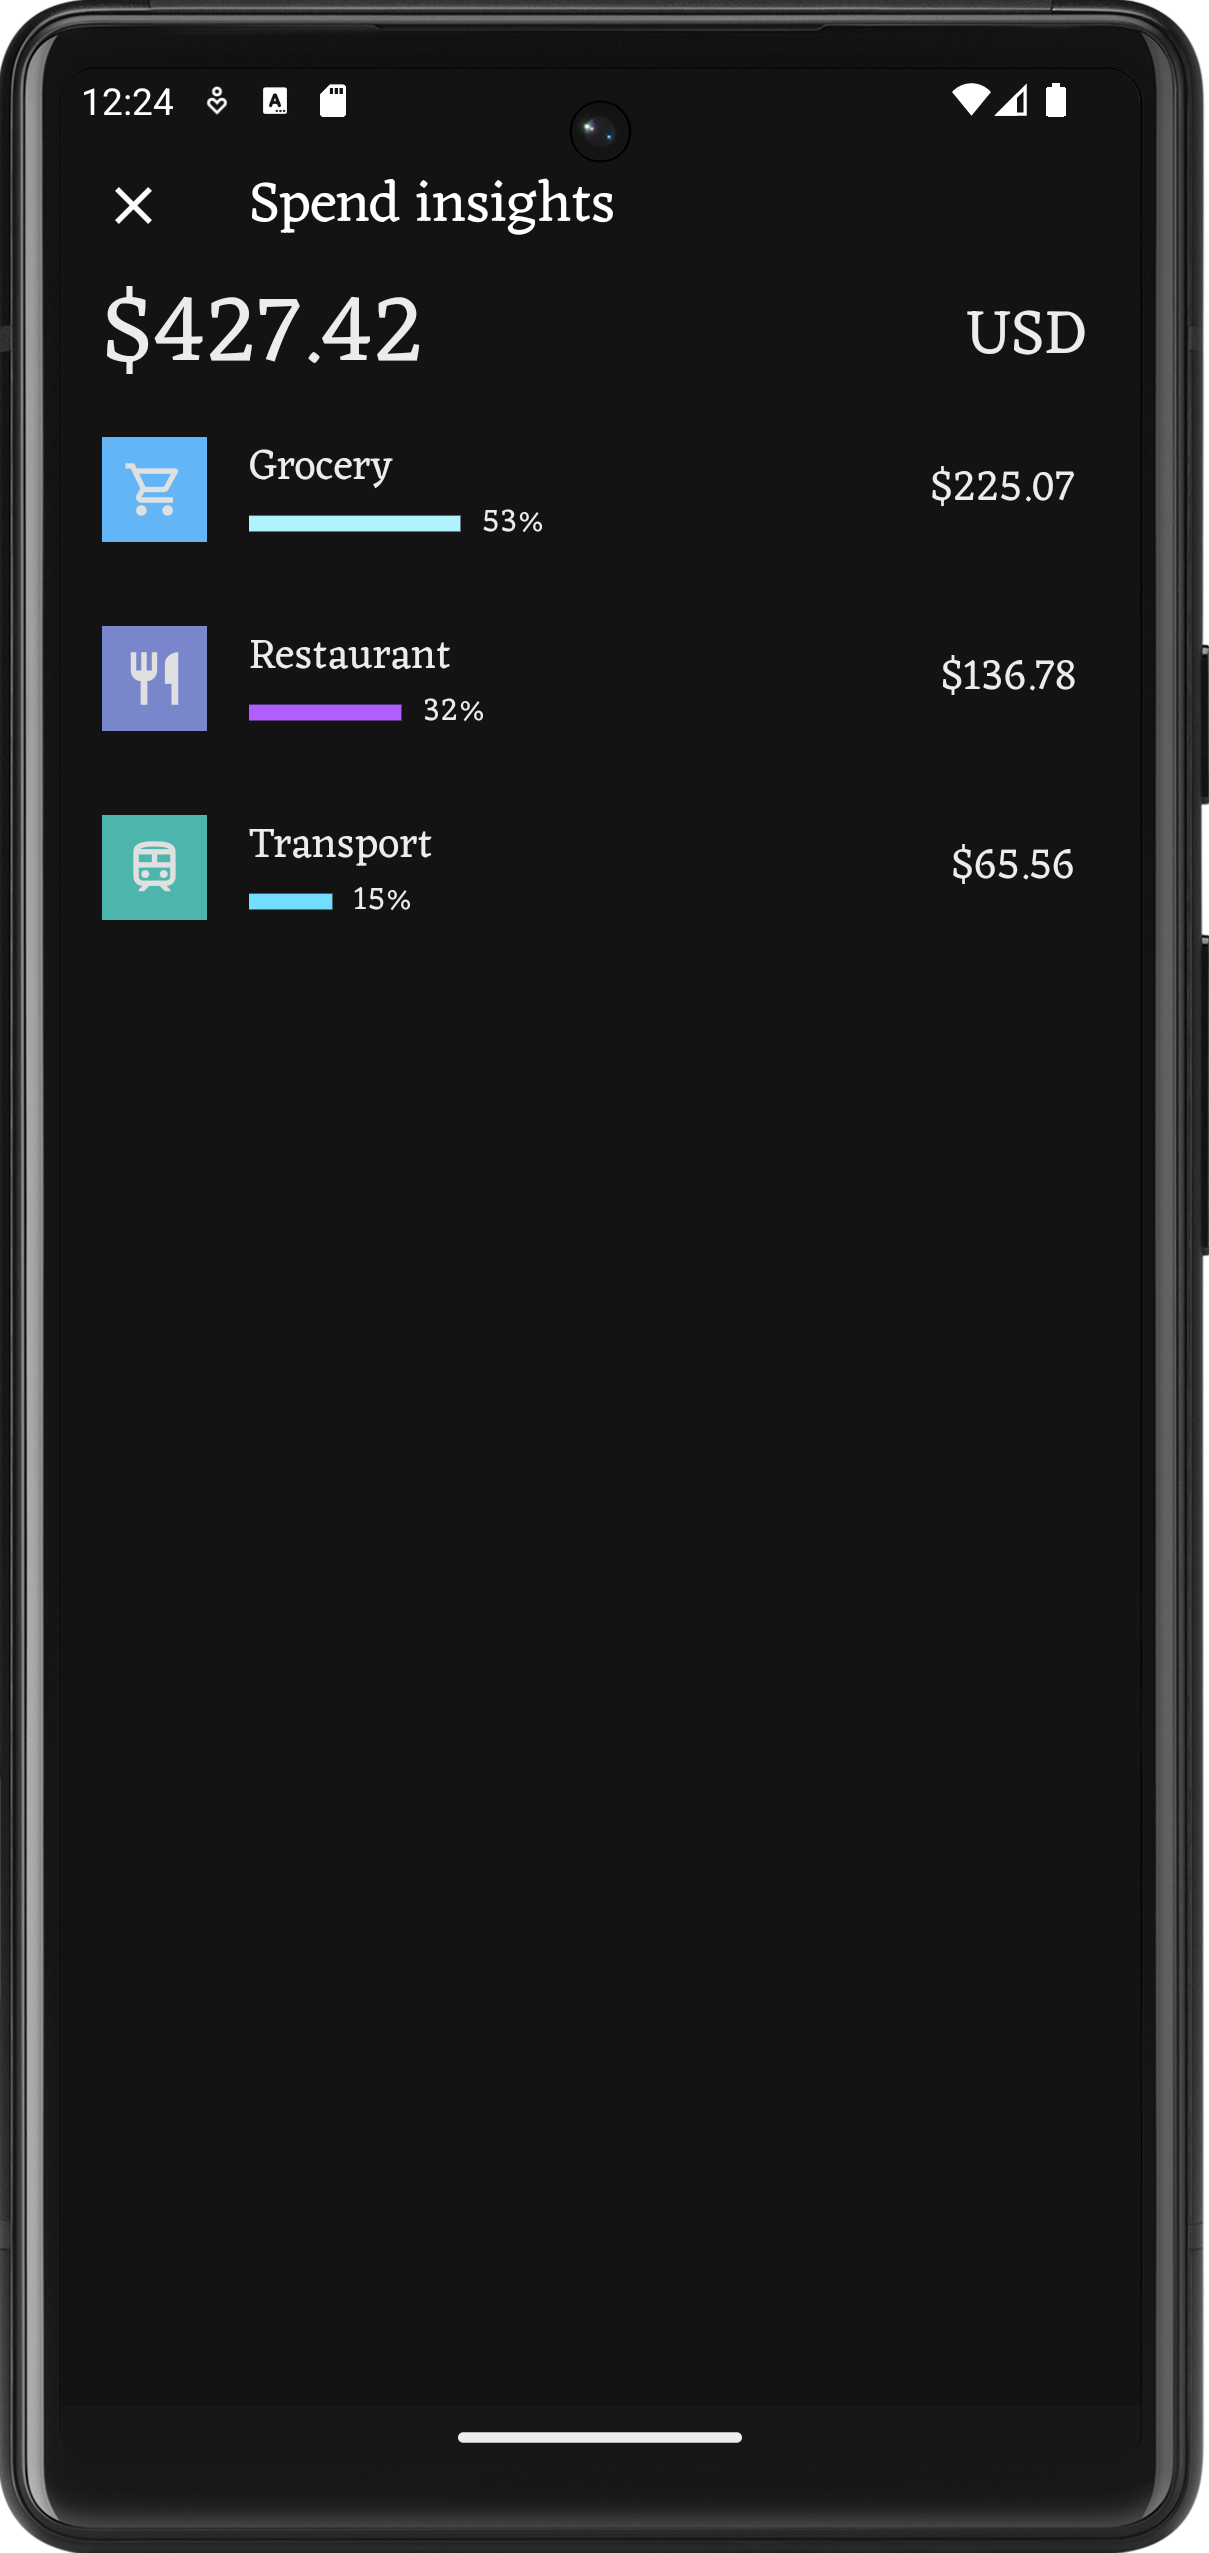 12:24
Spend insights
$427.42 USD
Grocery
$225.07
53%
Restaurant
$136.78
32%
Transport
$65.56
15%